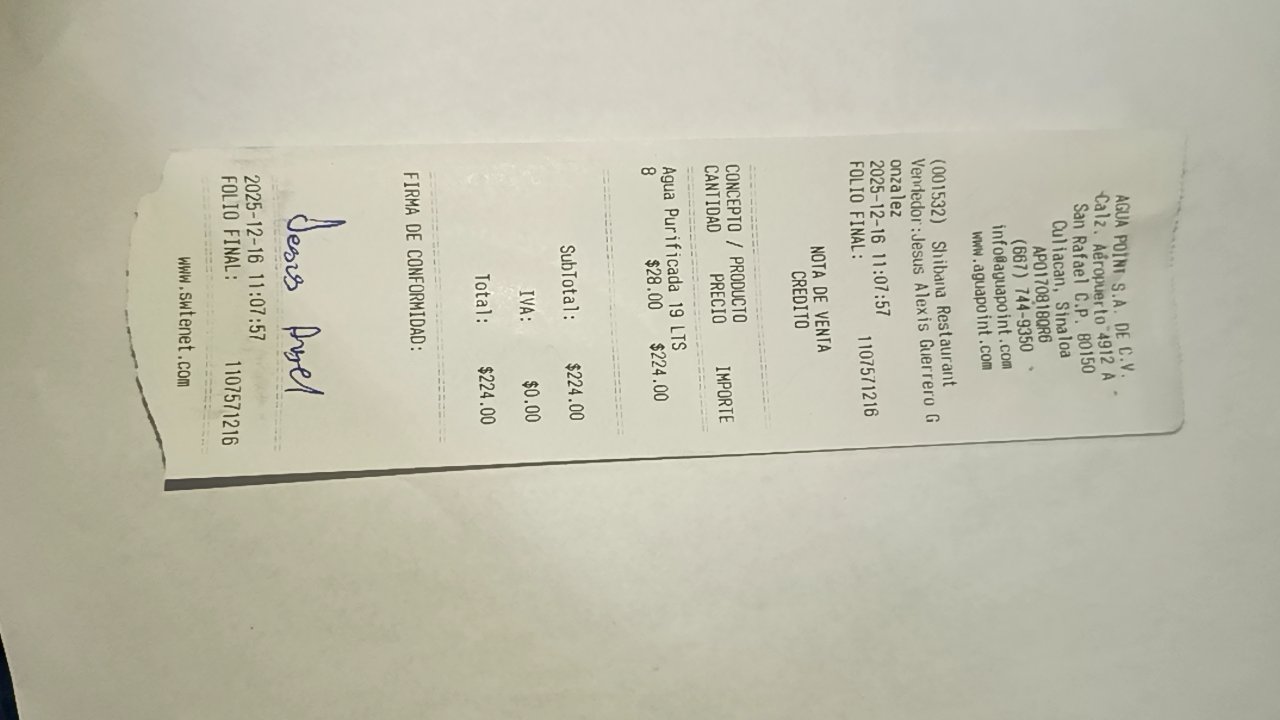 AGUA POINT S.A. DE C.V.
Calz. Aeropuerto 4912 A
San Rafael C.P. 80150
Culiacan, Sinaloa
APO170818QR6
(667) 744-9350
info@aguapoint.com
www.aguapoint.com
(001532) Shibana Restaurant
Vendedor:Jesus Alexis Guerrero G
onzalez
2025-12-16 11:07:57
FOLIO FINAL: 1107571216
NOTA DE VENTA
CREDITO
CONCEPTO / PRODUCTO
CANTIDAD PRECIO IMPORTE
Agua Purificada 19 LTS
8 $28.00 $224.00
SubTotal: $224.00
IVA: $0.00
Total: $224.00
FIRMA DE CONFORMIDAD:
Jesus Angel
2025-12-16 11:07:57
FOLIO FINAL: 1107571216
www.swtenet.com